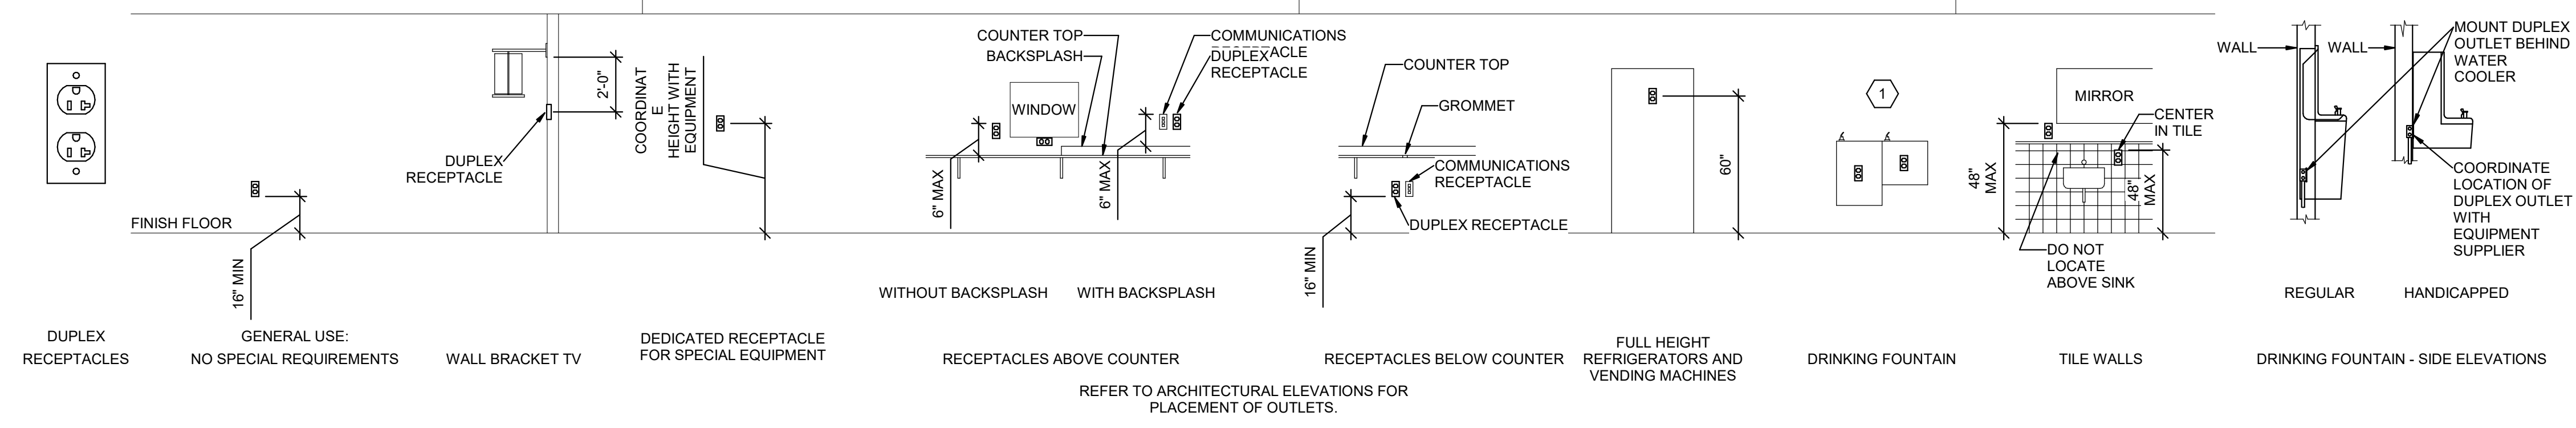 DUPLEX
RECEPTACLES
FINISH FLOOR
16" MIN
GENERAL USE:
NO SPECIAL REQUIREMENTS
2'-0"
DUPLEX
RECEPTACLE
WALL BRACKET TV
COORDINAT
E
HEIGHT WITH
EQUIPMENT
DEDICATED RECEPTACLE
FOR SPECIAL EQUIPMENT
COUNTER TOP
BACKSPLASH
WINDOW
COMMUNICATIONS
ACLE
DUPLEX
RECEPTACLE
6" MAX
6" MAX
WITHOUT BACKSPLASH
WITH BACKSPLASH
RECEPTACLES ABOVE COUNTER
COUNTER TOP
GROMMET
COMMUNICATIONS
RECEPTACLE
DUPLEX RECEPTACLE
16" MIN
RECEPTACLES BELOW COUNTER
REFER TO ARCHITECTURAL ELEVATIONS FOR
PLACEMENT OF OUTLETS.
60"
FULL HEIGHT
REFRIGERATORS AND
VENDING MACHINES
1
DRINKING FOUNTAIN
MIRROR
CENTER
IN TILE
48"
MAX
48"
MAX
DO NOT
LOCATE
ABOVE SINK
TILE WALLS
WALL
WALL
MOUNT DUPLEX
OUTLET BEHIND
WATER
COOLER
COORDINATE
LOCATION OF
DUPLEX OUTLET
WITH
EQUIPMENT
SUPPLIER
REGULAR
HANDICAPPED
DRINKING FOUNTAIN - SIDE ELEVATIONS